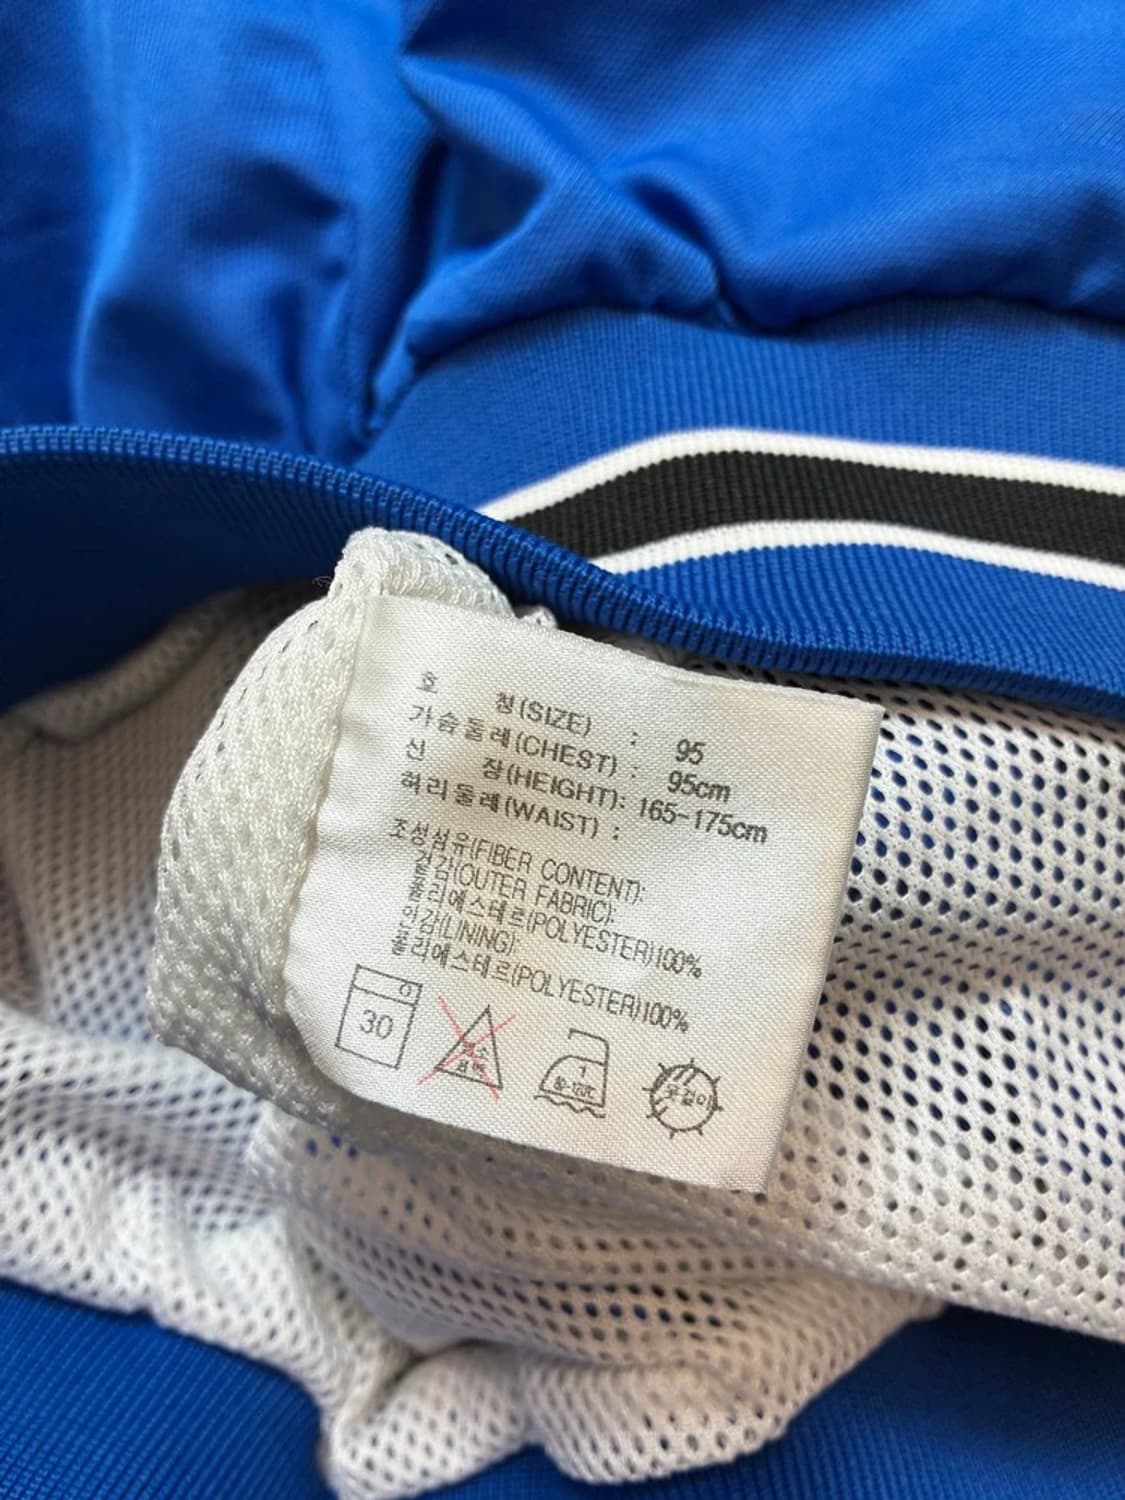 호 칭(SIZE) : 95
가슴둘레(CHEST) : 95cm
신 장(HEIGHT): 165-175cm
허리둘레(WAIST) :
조성섬유(FIBER CONTENT):
겉감(OUTER FABRIC):
폴리에스테르(POLYESTER)100%
안감(LINING):
폴리에스테르(POLYESTER)100%
30
1